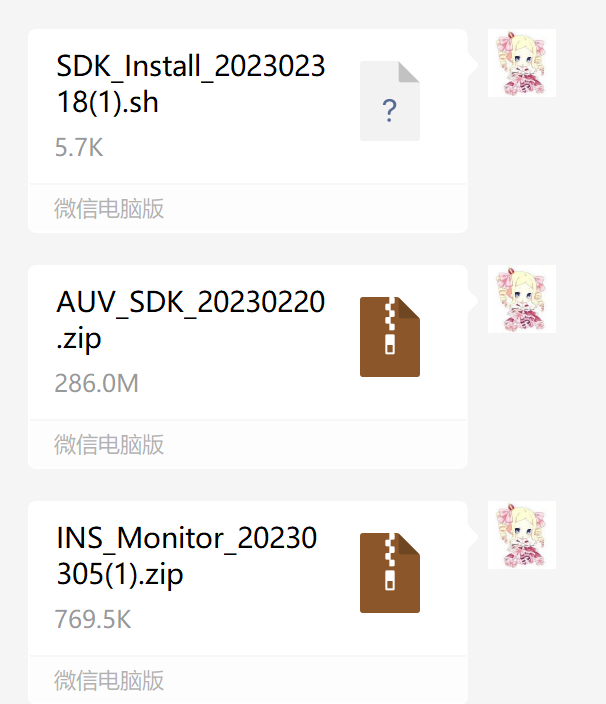 SDK_Install_2023023
18(1).sh
?
5.7K
微信电脑版
AUV_SDK_20230220
.zip
286.0M
微信电脑版
INS_Monitor_20230
305(1).zip
769.5K
微信电脑版